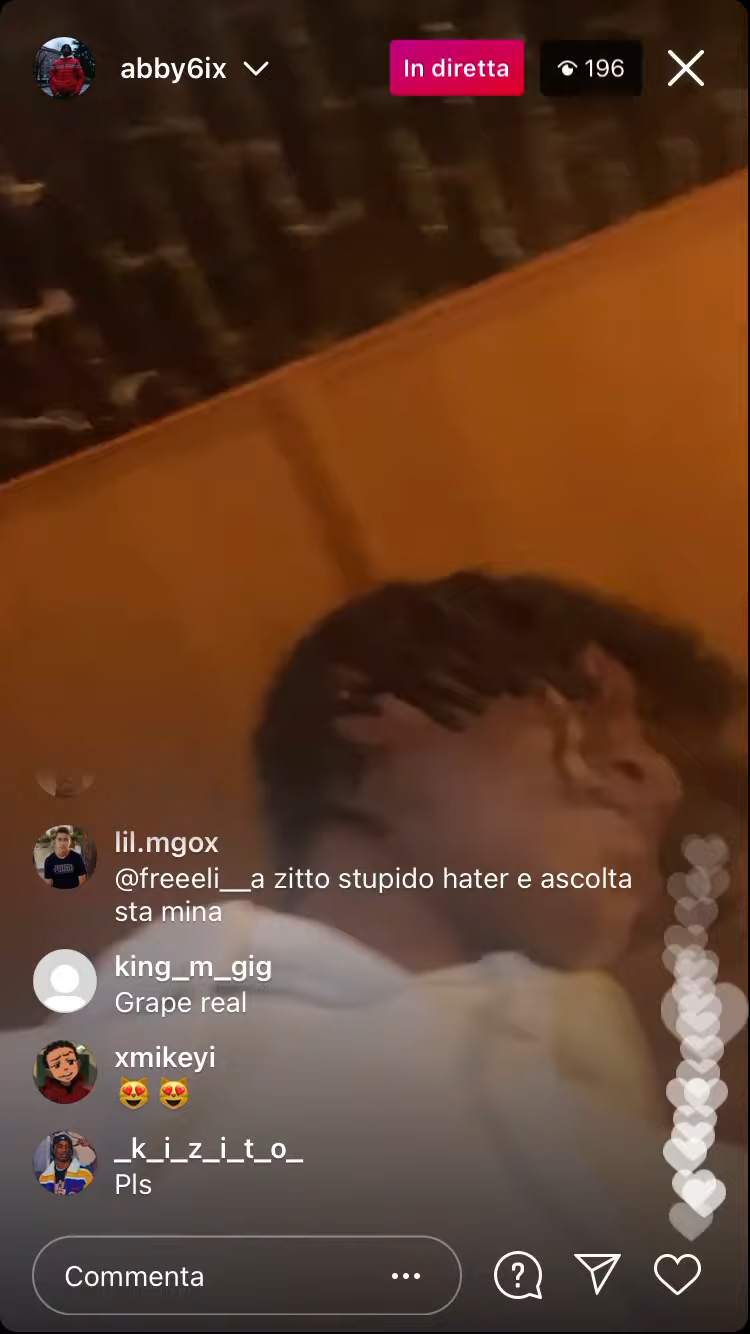 abby6ix
In diretta
196
lil.mgox
@freeeli__a zitto stupido hater e ascolta
sta mina
king_m_gig
Grape real
xmikeyi
😻 😻
_k_i_z_i_t_o_
Pls
Commenta